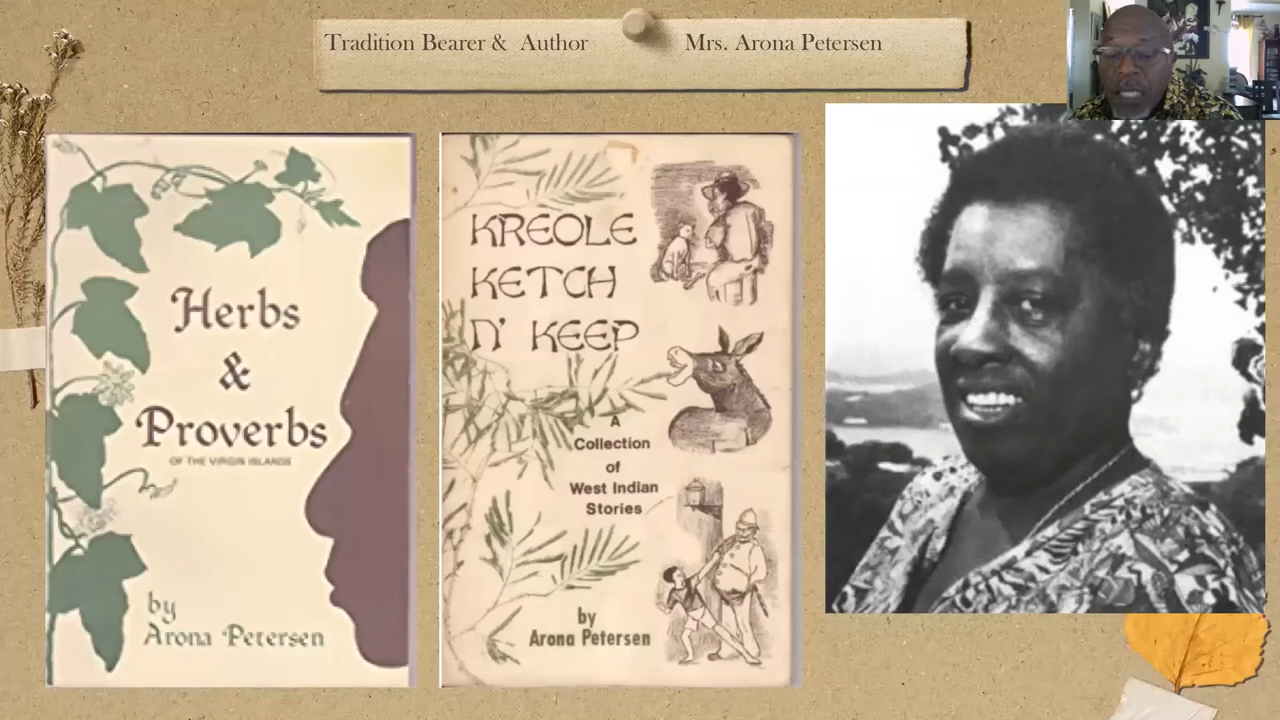 Tradition Bearer & Author Mrs. Arona Petersen
Herbs
&
Proverbs
OF THE VIRGIN ISLANDS
by
Arona Petersen
KREOLE
KETCH
N' KEEP
A
Collection
of
West Indian
Stories
by
Arona Petersen